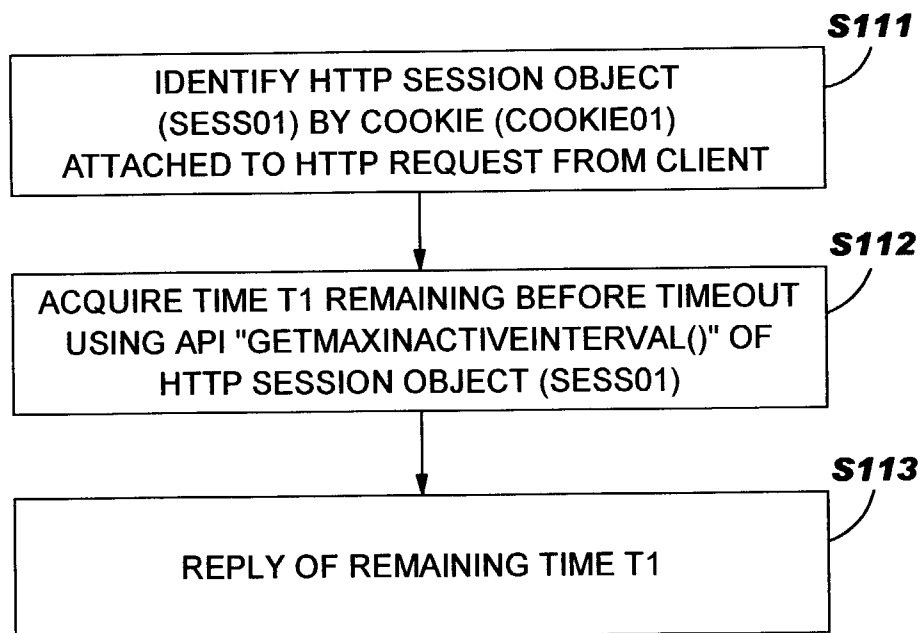 S111
IDENTIFY HTTP SESSION OBJECT
(SESS01) BY COOKIE (COOKIE01)
ATTACHED TO HTTP REQUEST FROM CLIENT
S112
ACQUIRE TIME T1 REMAINING BEFORE TIMEOUT
USING API "GETMAXINACTIVEINTERVAL()" OF
HTTP SESSION OBJECT (SESS01)
S113
REPLY OF REMAINING TIME T1